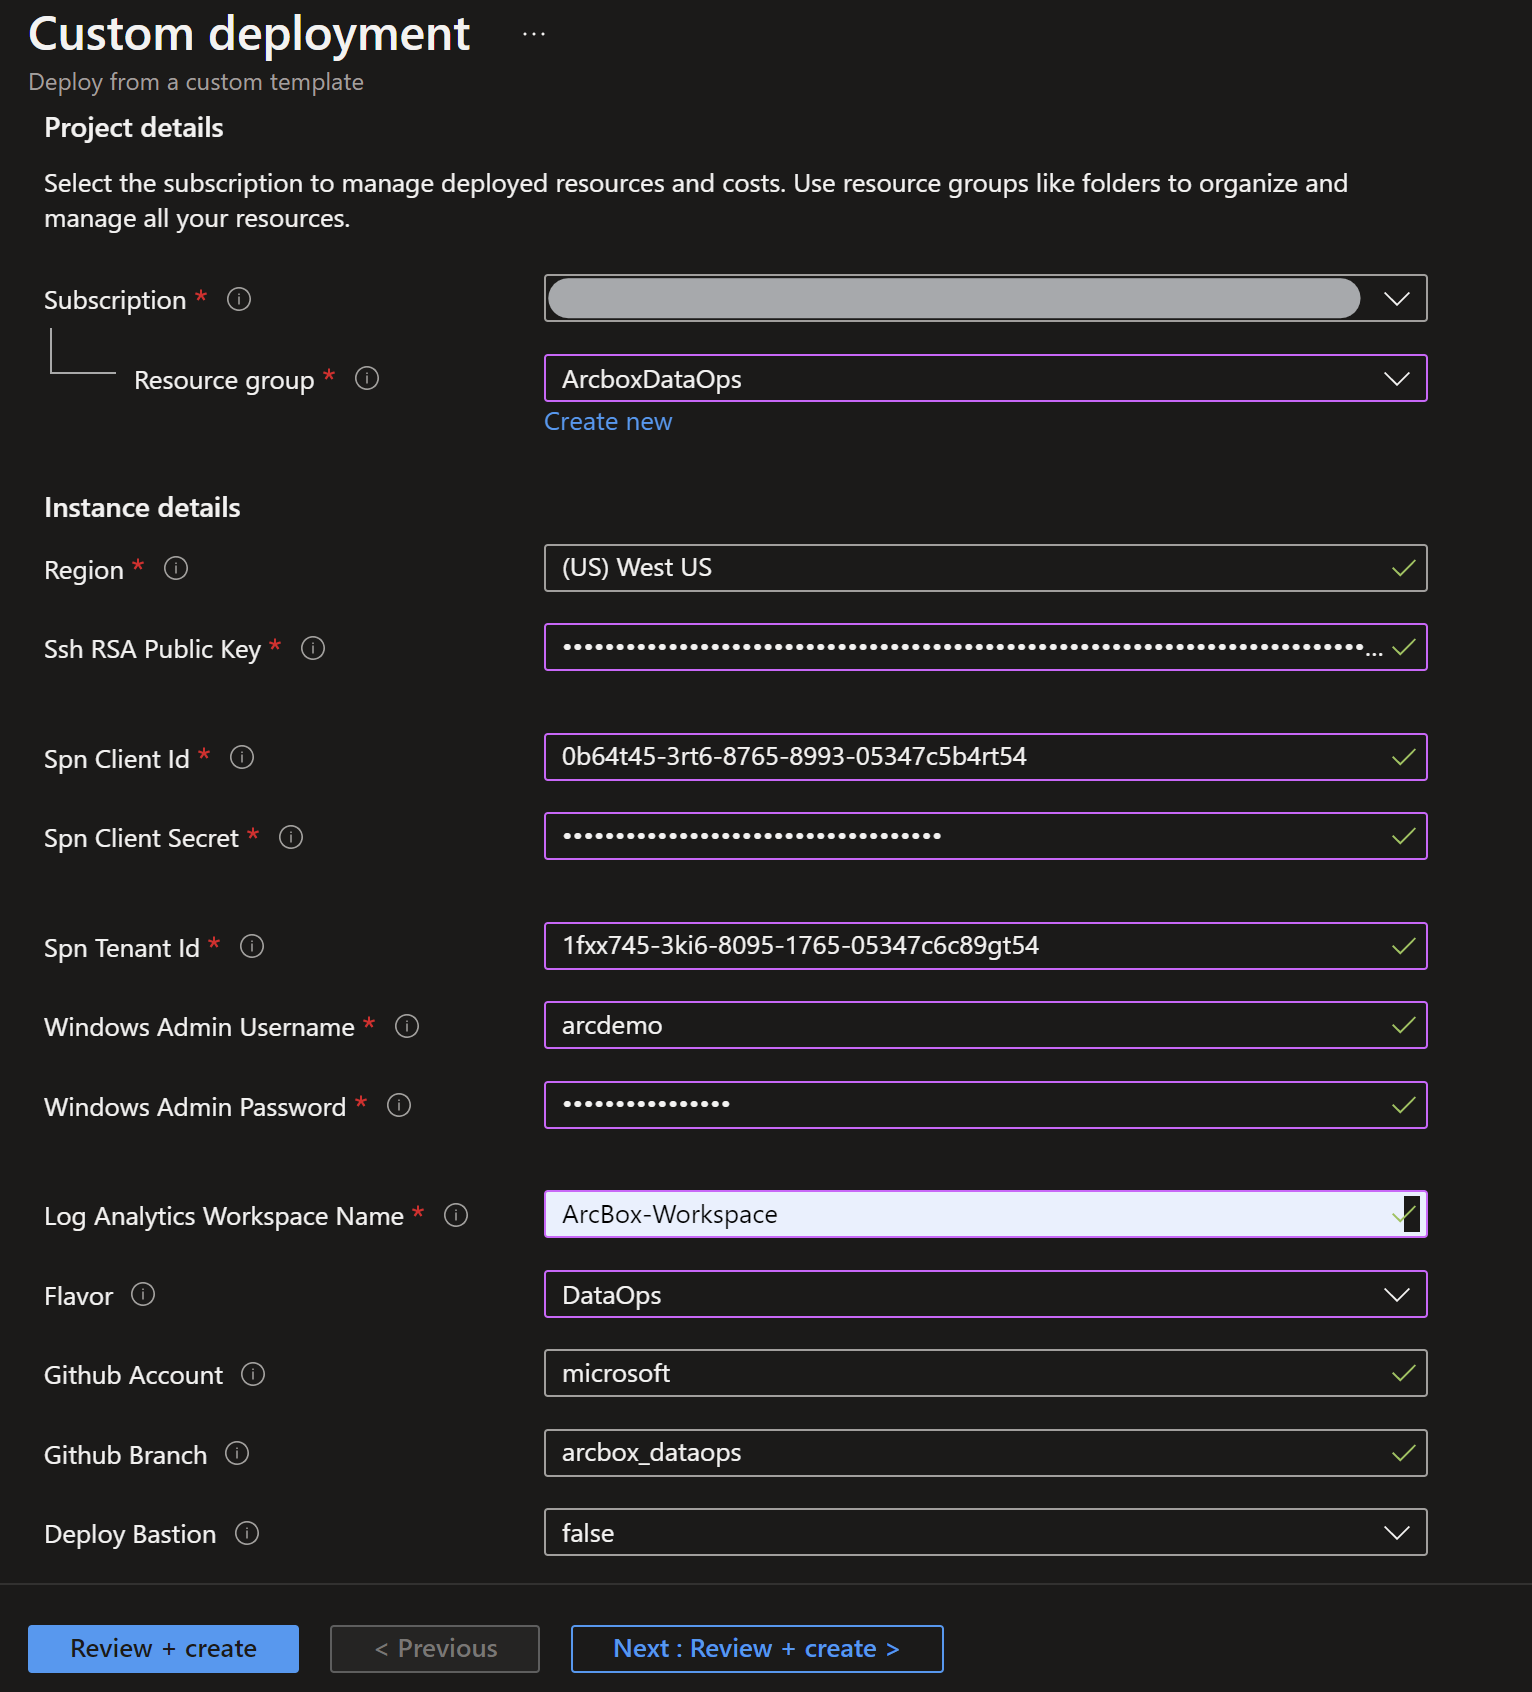 Custom deployment ...
Deploy from a custom template
Project details
Select the subscription to manage deployed resources and costs. Use resource groups like folders to organize and
manage all your resources.
Subscription *
Resource group * ArcboxDataOps
Create new
Instance details
Region * (US) West US
Ssh RSA Public Key * ...
Spn Client Id * 0b64t45-3rt6-8765-8993-05347c5b4rt54
Spn Client Secret *
Spn Tenant Id * 1fxx745-3ki6-8095-1765-05347c6c89gt54
Windows Admin Username * arcdemo
Windows Admin Password *
Log Analytics Workspace Name * ArcBox-Workspace
Flavor DataOps
Github Account microsoft
Github Branch arcbox_dataops
Deploy Bastion false
Review + create < Previous Next : Review + create >